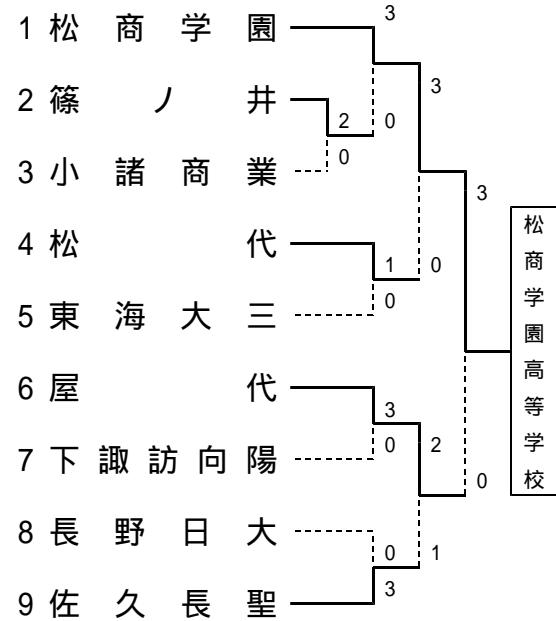 1 松商学園
2 篠ノ井
3 小諸商業
4 松代
5 東海大三
6 屋代
7 下諏訪向陽
8 長野日大
9 佐久長聖
3
0
2
0
1
0
3
0
0
3
3
0
2
1
3
0
松商学園高等学校